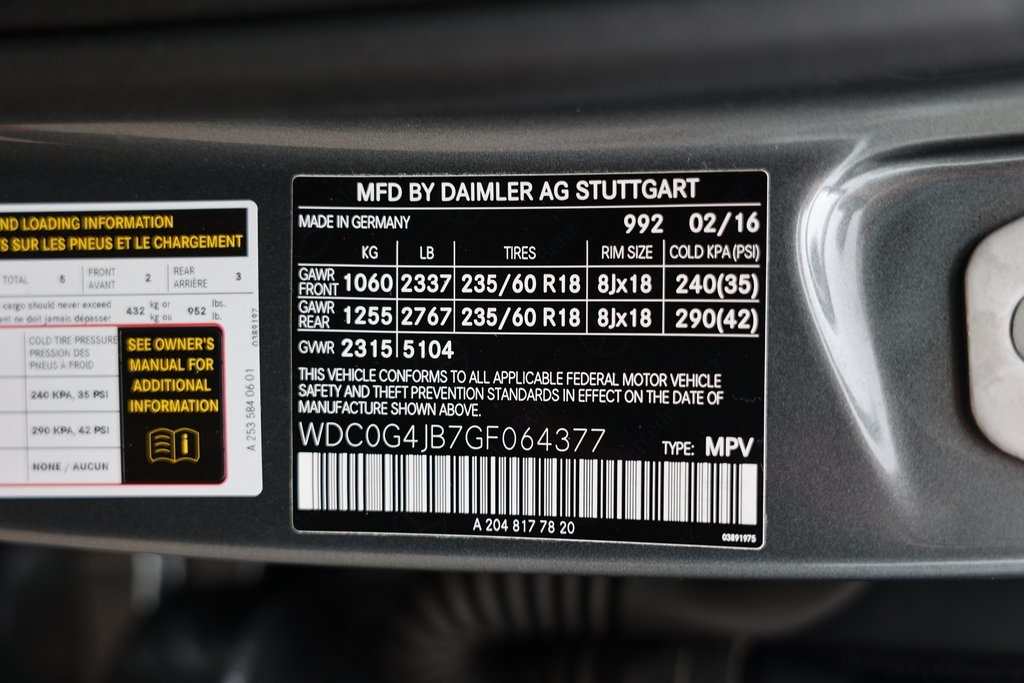 ND LOADING INFORMATION
S SUR LES PNEUS ET LE CHARGEMENT
TOTAL 5 FRONT AVANT 2 REAR ARRIÈRE 3
cargo should never exceed
nt ne doit jamais dépasser
432 kg or kg ou 952 lbs. lb.
COLD TIRE PRESSURE
PRESSION DES
PNEUS A FROID
240 KPA, 35 PSI
290 KPA, 42 PSI
NONE / AUCUN
SEE OWNER'S
MANUAL FOR
ADDITIONAL
INFORMATION
A 253 584 06 01
MFD BY DAIMLER AG STUTTGART
MADE IN GERMANY 992 02/16
KG LB TIRES RIM SIZE COLD KPA (PSI)
GAWR FRONT 1060 2337 235/60 R18 8Jx18 240(35)
GAWR REAR 1255 2767 235/60 R18 8Jx18 290(42)
GVWR 2315 5104
THIS VEHICLE CONFORMS TO ALL APPLICABLE FEDERAL MOTOR VEHICLE
SAFETY AND THEFT PREVENTION STANDARDS IN EFFECT ON THE DATE OF
MANUFACTURE SHOWN ABOVE.
WDC0G4JB7GF064377 TYPE: MPV
A 204 817 78 20
03891975